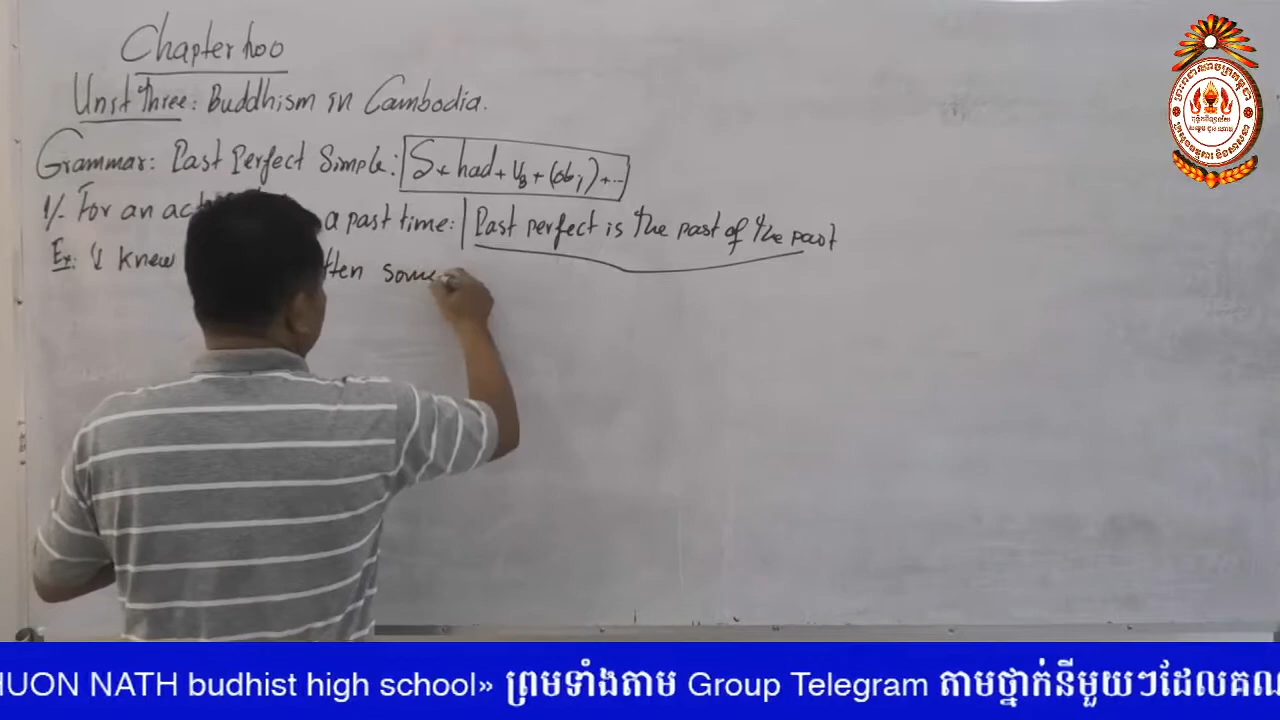 Chapter two
Unit three: Buddhism in Cambodia.
Grammar: Past Perfect Simple: S + had + V3 + (obj) + ...
1/- For an act a past time: | Past perfect is the past of the past
Ex: I knew tten some
HUON NATH budhist high school» ព្រមទាំងតាម Group Telegram តាមថ្នាក់នីមួយៗដែលគណ